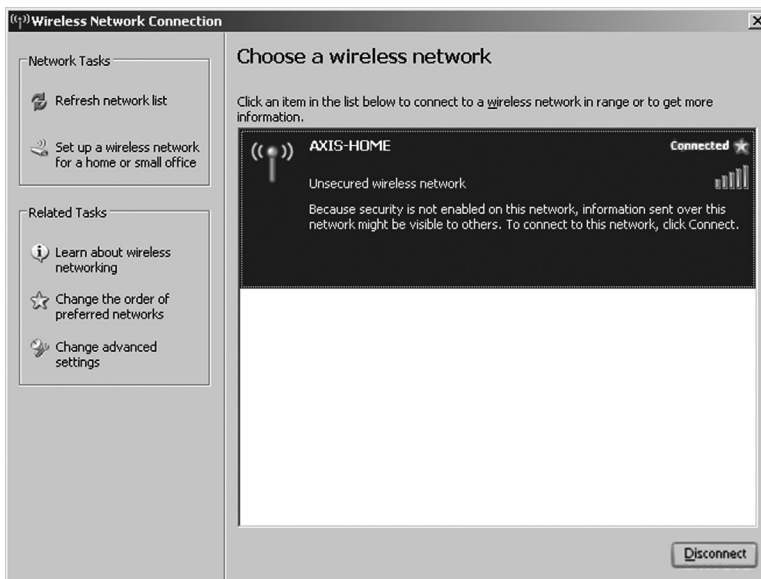 Wireless Network Connection
Network Tasks
Refresh network list
Set up a wireless network
for a home or small office
Related Tasks
Learn about wireless
networking
Change the order of
preferred networks
Change advanced
settings
Choose a wireless network
Click an item in the list below to connect to a wireless network in range or to get more
information.
AXIS-HOME
Connected
Unsecured wireless network
Because security is not enabled on this network, information sent over this
network might be visible to others. To connect to this network, click Connect.
Disconnect